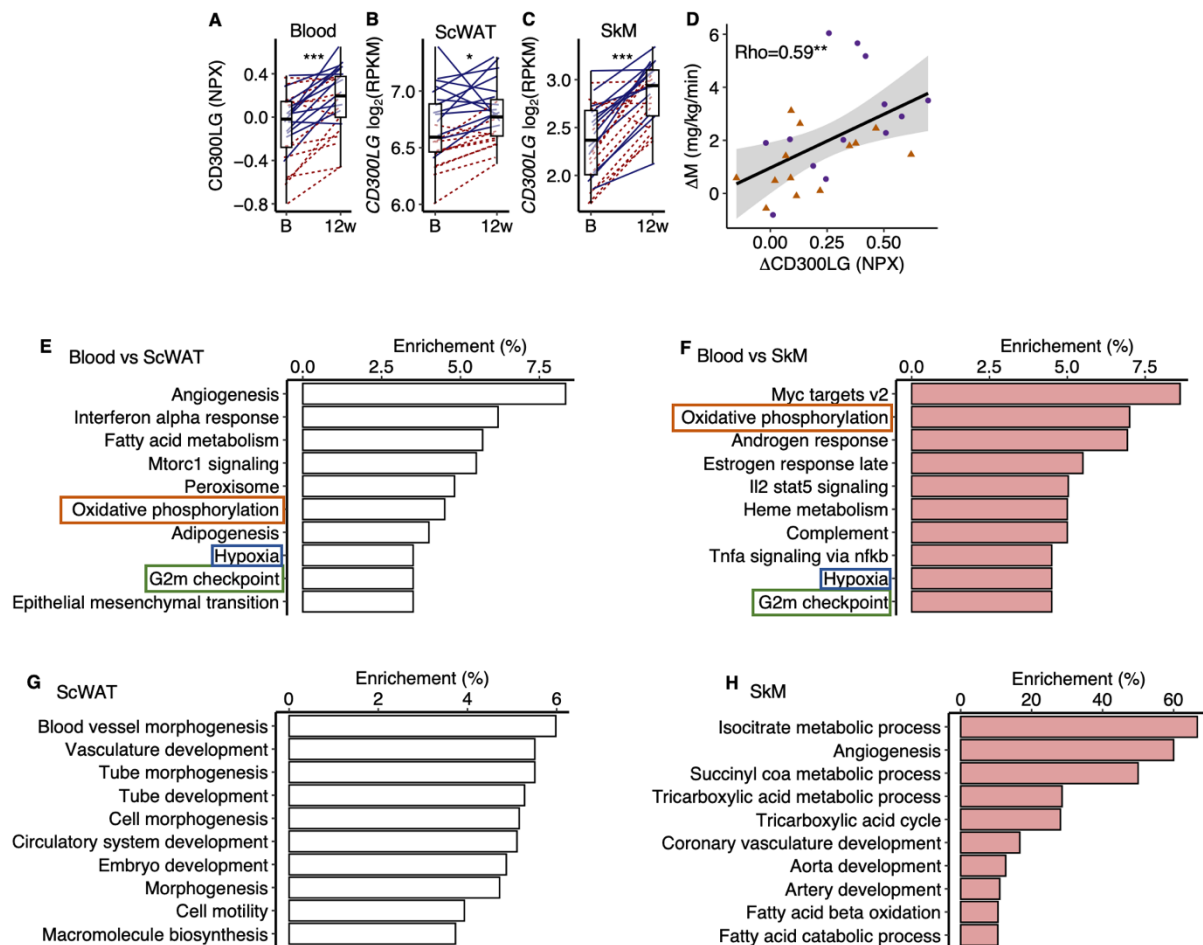 A
Blood
***
CD300LG (NPX)
0.4
0.0
−0.4
−0.8
B
12w
B
ScWAT
*
CD300LG log2(RPKM)
7.0
6.5
6.0
B
12w
C
SkM
***
CD300LG log2(RPKM)
3.0
2.5
2.0
B
12w
D
Rho=0.59**
ΔM (mg/kg/min)
6
4
2
0
0.00 0.25 0.50
ΔCD300LG (NPX)
E
Blood vs ScWAT
Enrichement (%)
0.0 2.5 5.0 7.5
Angiogenesis
Interferon alpha response
Fatty acid metabolism
Mtorc1 signaling
Peroxisome
Oxidative phosphorylation
Adipogenesis
Hypoxia
G2m checkpoint
Epithelial mesenchymal transition
F
Blood vs SkM
Enrichement (%)
0.0 2.5 5.0 7.5
Myc targets v2
Oxidative phosphorylation
Androgen response
Estrogen response late
Il2 stat5 signaling
Heme metabolism
Complement
Tnfa signaling via nfkb
Hypoxia
G2m checkpoint
G
ScWAT
Enrichement (%)
0 2 4 6
Blood vessel morphogenesis
Vasculature development
Tube morphogenesis
Tube development
Cell morphogenesis
Circulatory system development
Embryo development
Morphogenesis
Cell motility
Macromolecule biosynthesis
H
SkM
Enrichement (%)
0 20 40 60
Isocitrate metabolic process
Angiogenesis
Succinyl coa metabolic process
Tricarboxylic acid metabolic process
Tricarboxylic acid cycle
Coronary vasculature development
Aorta development
Artery development
Fatty acid beta oxidation
Fatty acid catabolic process